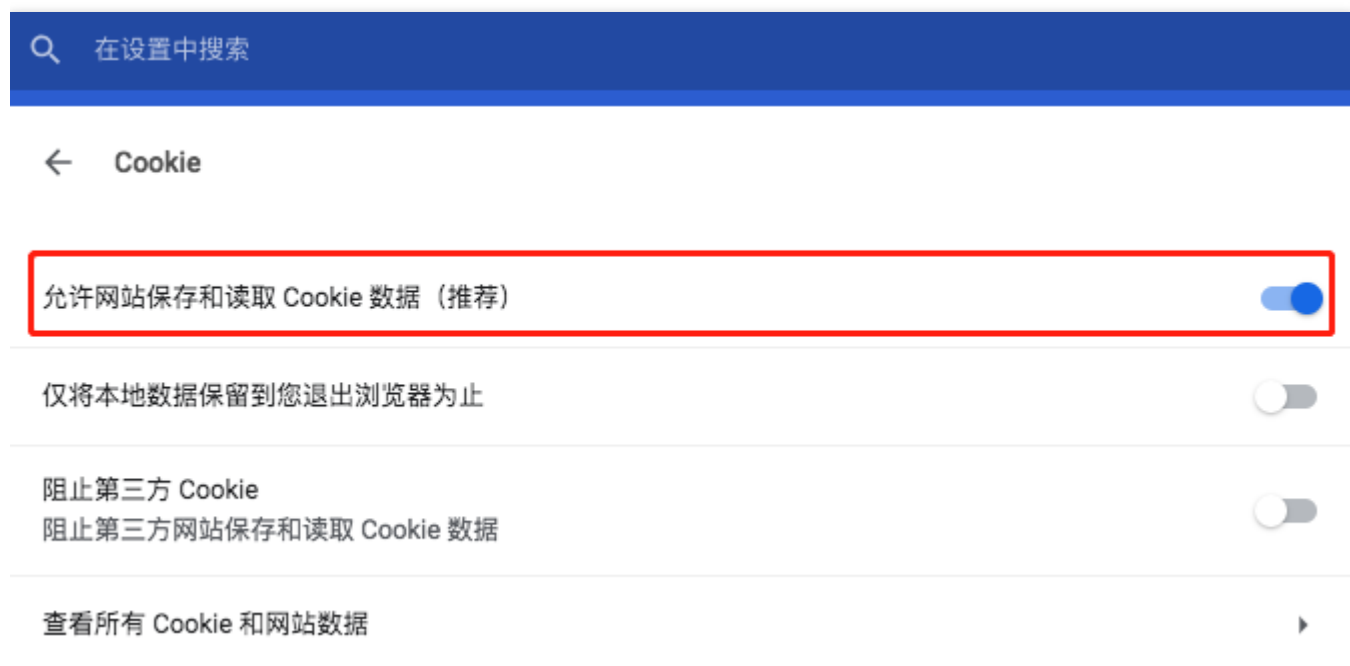 在设置中搜索
Cookie
允许网站保存和读取 Cookie 数据（推荐）
仅将本地数据保留到您退出浏览器为止
阻止第三方 Cookie
阻止第三方网站保存和读取 Cookie 数据
查看所有 Cookie 和网站数据